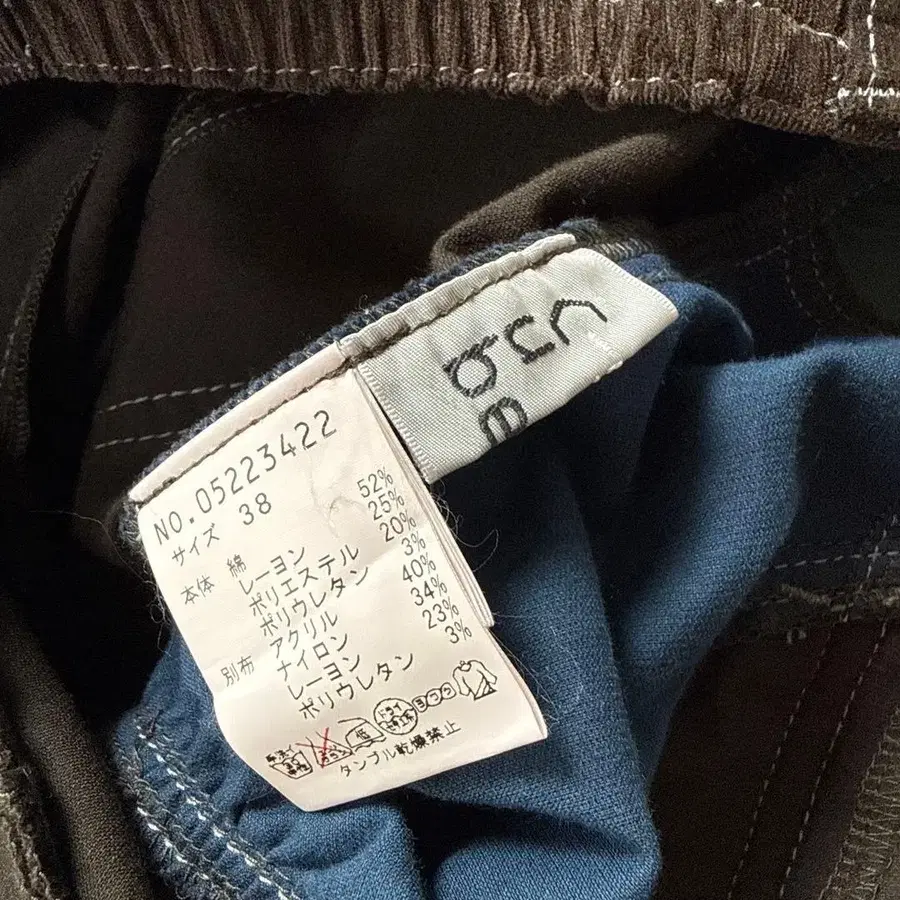 NO.05223422
サイズ 38
本体 綿 52%
レーヨン 25%
ポリエステル 20%
ポリウレタン 3%
別布 アクリル 40%
ナイロン 34%
レーヨン 23%
ポリウレタン 3%
タンブル乾燥禁止